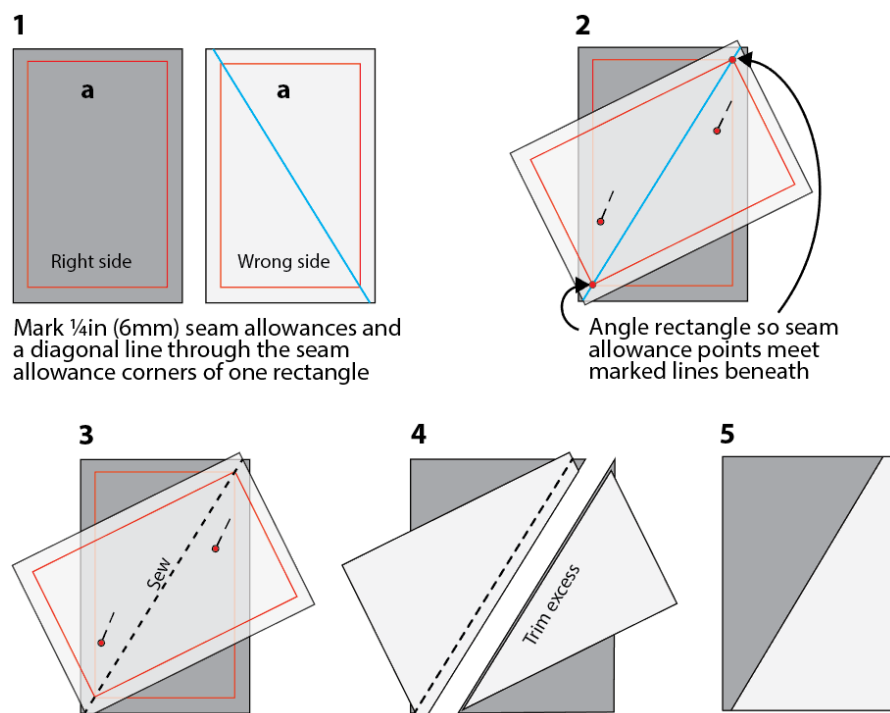 1
a
a
Right side
Wrong side
Mark ¼in (6mm) seam allowances and
a diagonal line through the seam
allowance corners of one rectangle
2
Angle rectangle so seam
allowance points meet
marked lines beneath
3
Sew
4
Trim excess
5